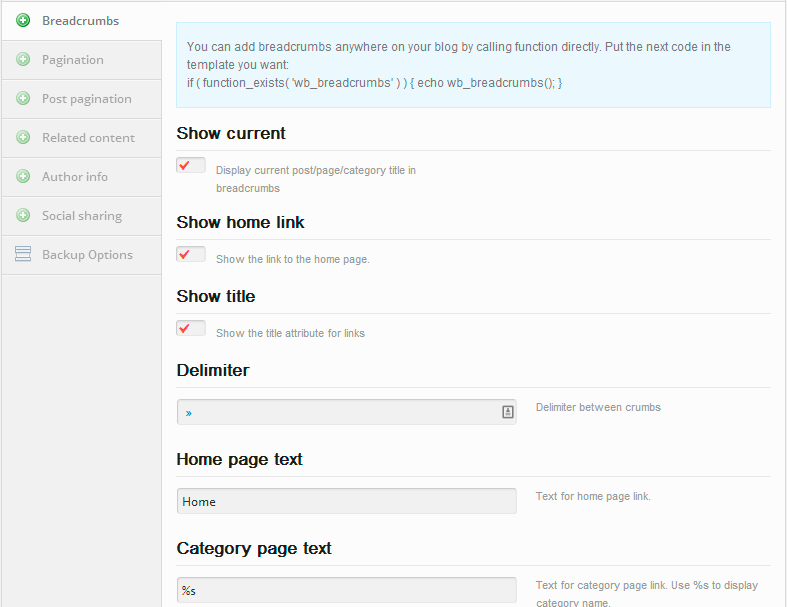 Breadcrumbs
Pagination
Post pagination
Related content
Author info
Social sharing
Backup Options
You can add breadcrumbs anywhere on your blog by calling function directly. Put the next code in the
template you want:
if ( function_exists( 'wb_breadcrumbs' ) ) { echo wb_breadcrumbs(); }
Show current
Display current post/page/category title in
breadcrumbs
Show home link
Show the link to the home page.
Show title
Show the title attribute for links
Delimiter
»
Delimiter between crumbs
Home page text
Home
Text for home page link.
Category page text
%s
Text for category page link. Use %s to display
category name.